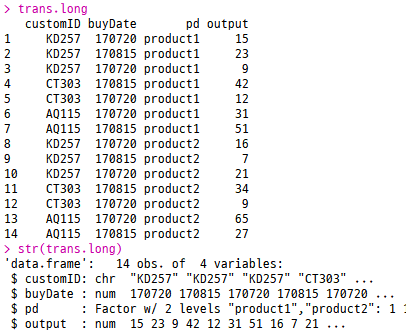 > trans.long
customID buyDate pd output
1 KD257 170720 product1 15
2 KD257 170815 product1 23
3 KD257 170720 product1 9
4 CT303 170815 product1 42
5 CT303 170720 product1 12
6 AQ115 170720 product1 31
7 AQ115 170815 product1 51
8 KD257 170720 product2 16
9 KD257 170815 product2 7
10 KD257 170720 product2 21
11 CT303 170815 product2 34
12 CT303 170720 product2 9
13 AQ115 170720 product2 65
14 AQ115 170815 product2 27
> str(trans.long)
'data.frame': 14 obs. of 4 variables:
$ customID: chr "KD257" "KD257" "KD257" "CT303" ...
$ buyDate : num 170720 170815 170720 170815 170720 ...
$ pd : Factor w/ 2 levels "product1","product2": 1 1
$ output : num 15 23 9 42 12 31 51 16 7 21 ...